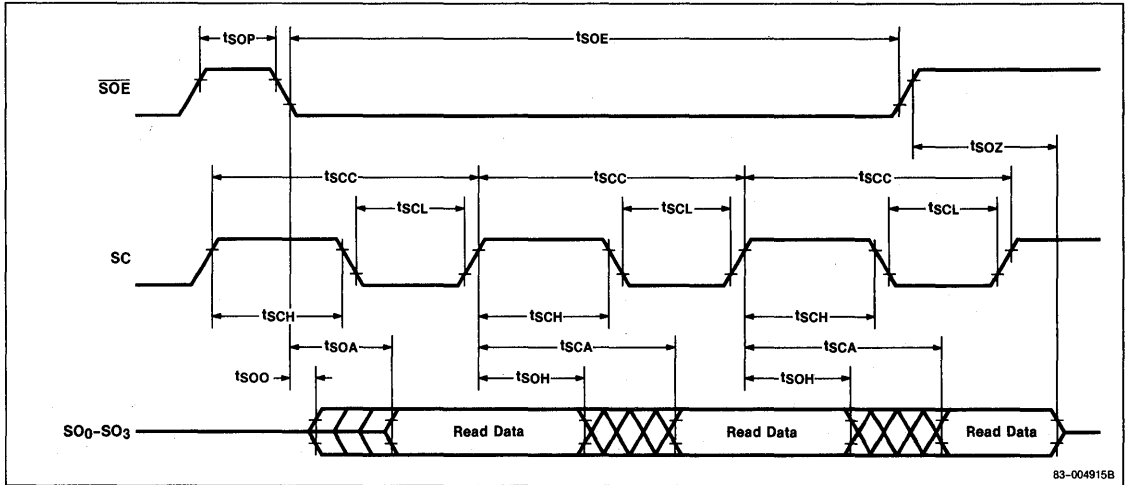 tSOP
tSOE
SOE
tSOZ
tSCC
tSCC
tSCC
tSCL
tSCL
tSCL
SC
tSCH
tSCH
tSCH
tSOA
tSCA
tSCA
tSOO
tSOH
tSOH
SO0–SO3
Read Data
Read Data
Read Data
83-004915B